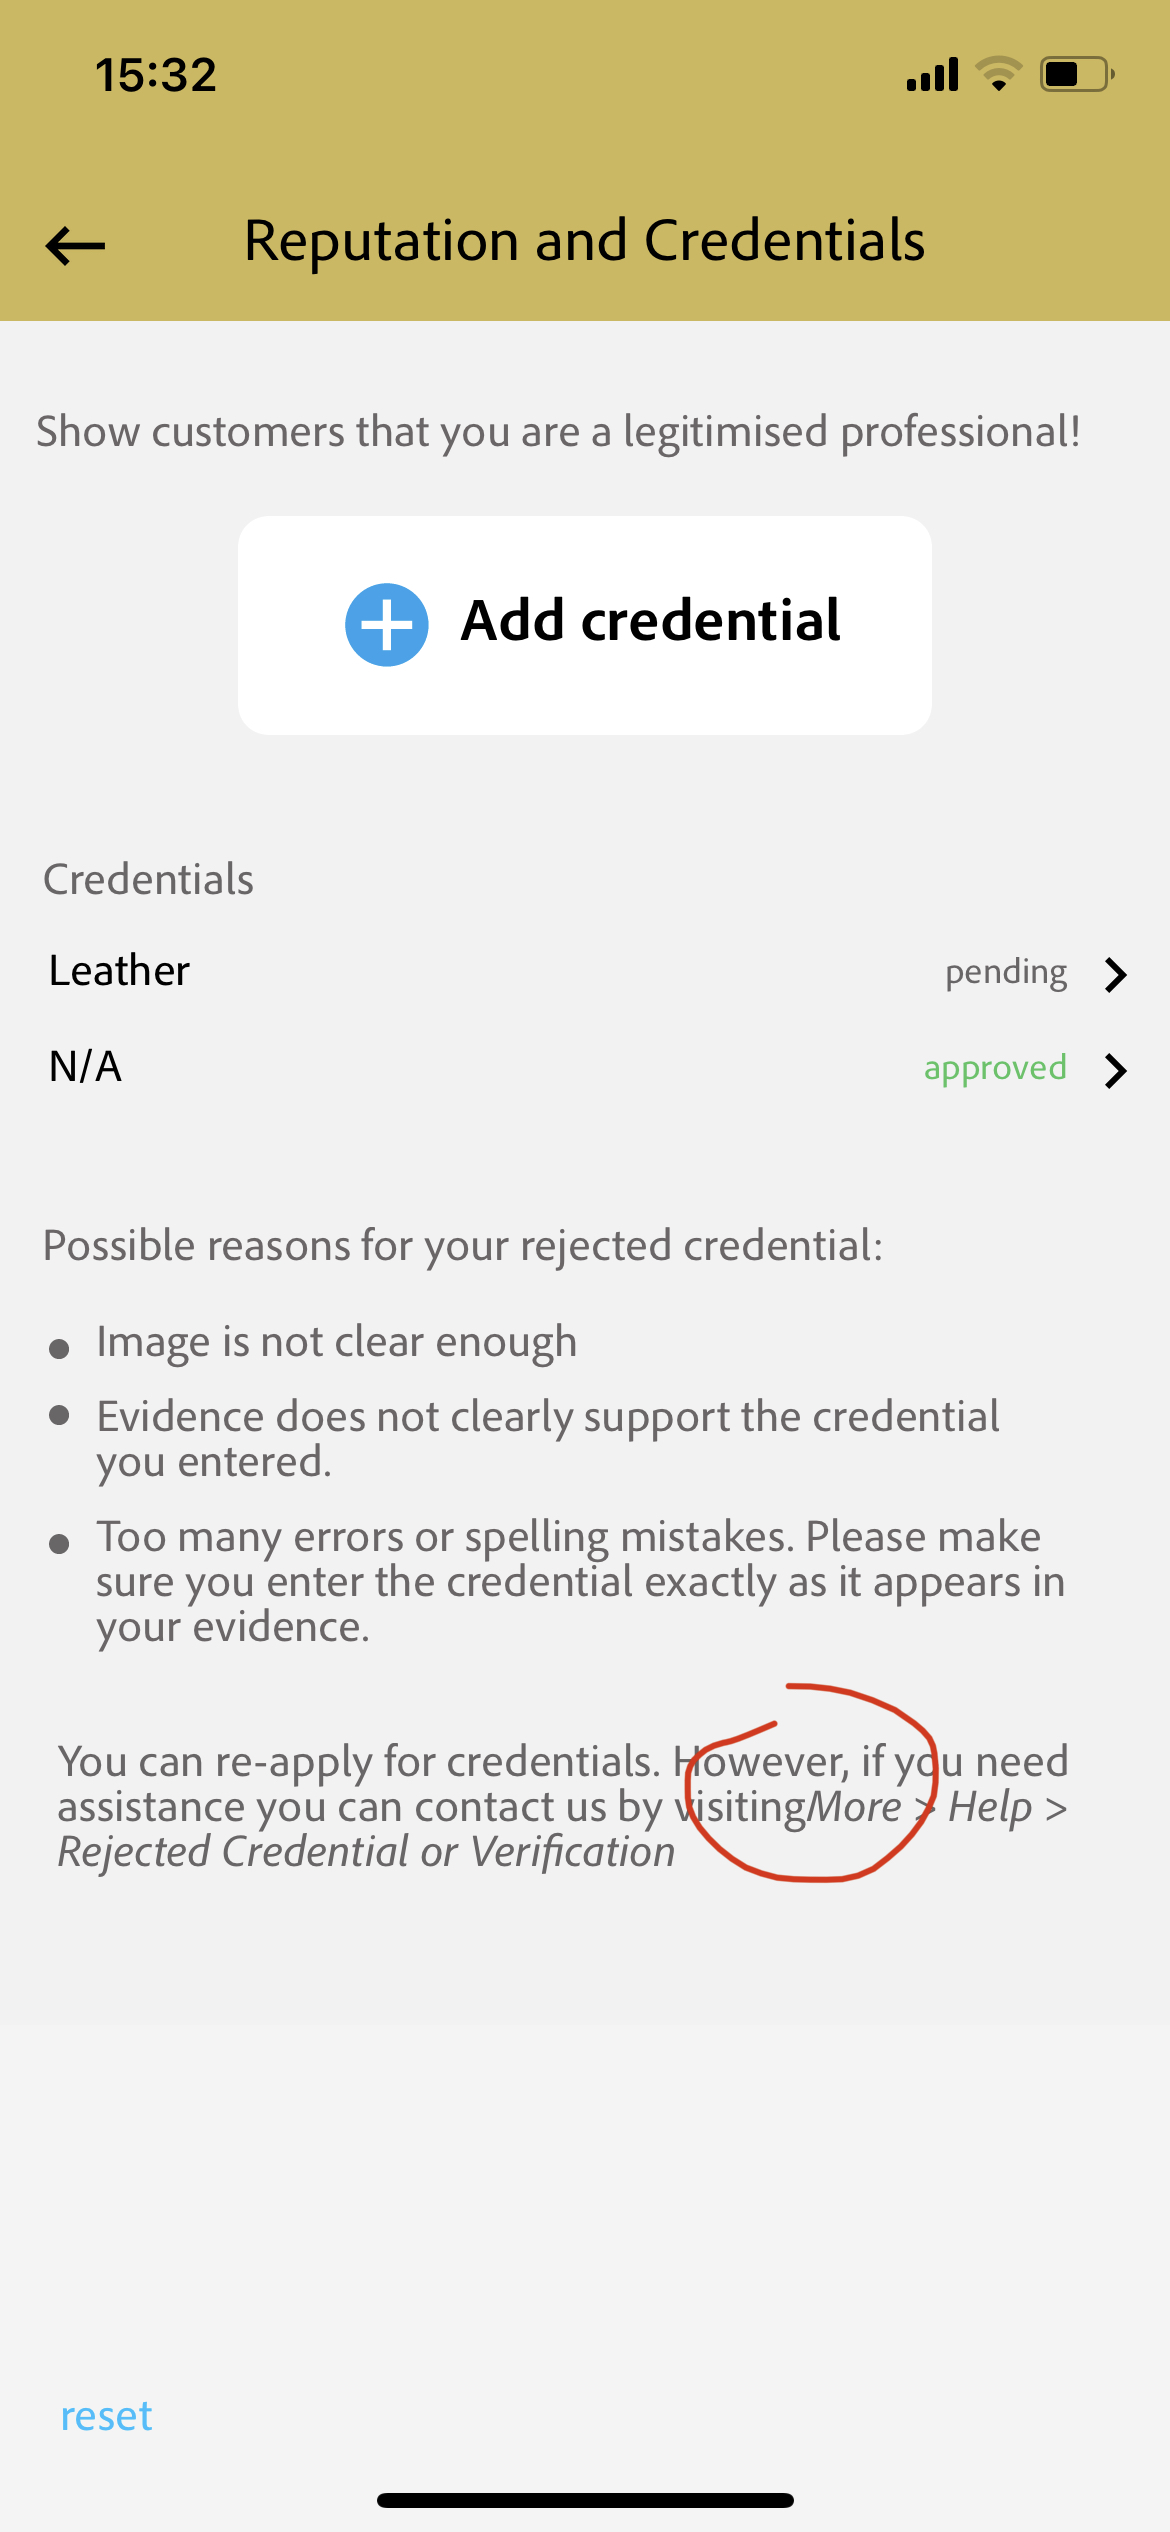 15:32
Reputation and Credentials
Show customers that you are a legitimised professional!
Add credential
Credentials
Leather pending
N/A approved
Possible reasons for your rejected credential:
Image is not clear enough
Evidence does not clearly support the credential
you entered.
Too many errors or spelling mistakes. Please make
sure you enter the credential exactly as it appears in
your evidence.
You can re-apply for credentials. However, if you need
assistance you can contact us by visitingMore > Help >
Rejected Credential or Verification
reset